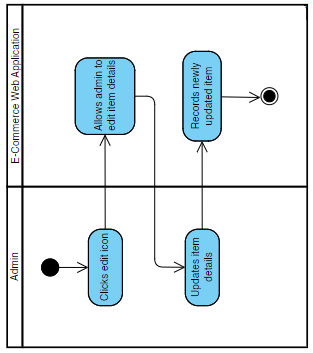 E-Commerce Web Application
Allows admin to
edit item details
Records newly
updated item
Admin
Clicks edit icon
Updates item
details